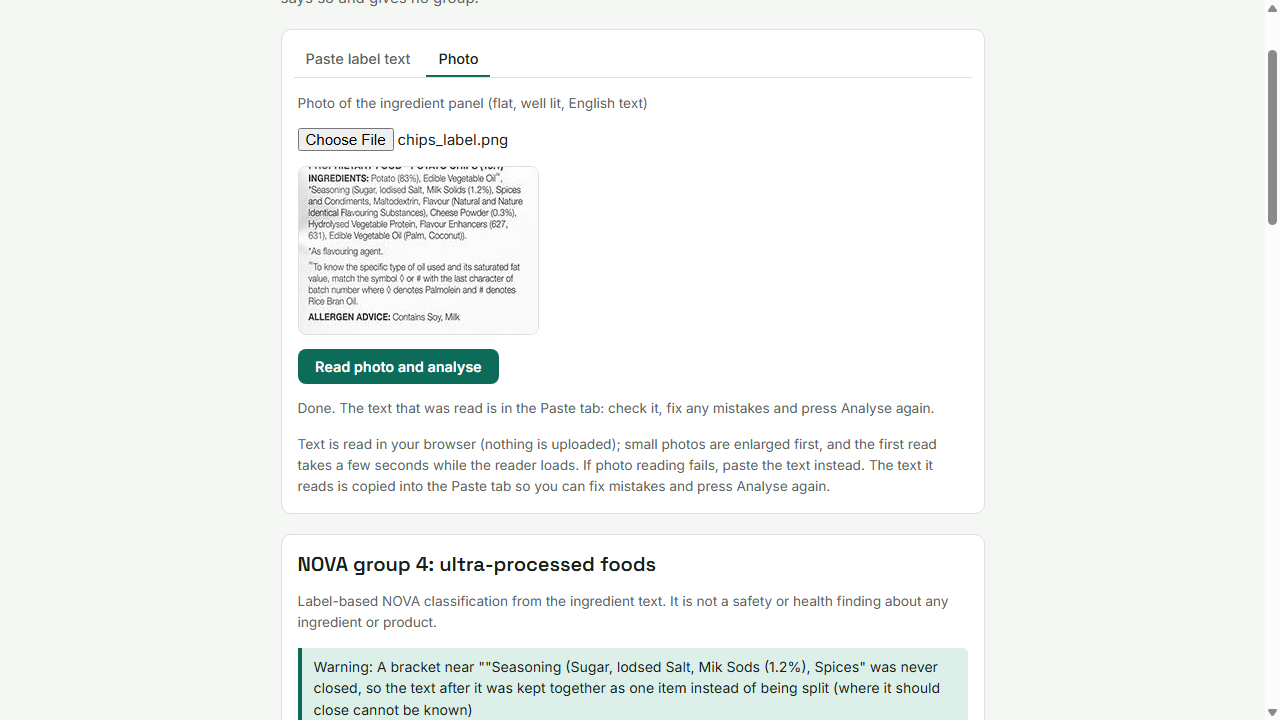 says so and gives no group.
Paste label text
Photo
Photo of the ingredient panel (flat, well lit, English text)
Choose File chips_label.png
INGREDIENTS: Potato (83%), Edible Vegetable Oil**,
*Seasoning (Sugar, Iodised Salt, Milk Solids (1.2%), Spices
and Condiments, Maltodextrin, Flavour (Natural and Nature
Identical Flavouring Substances), Cheese Powder (0.3%),
Hydrolysed Vegetable Protein, Flavour Enhancers (627,
631), Edible Vegetable Oil (Palm, Coconut)).
*As flavouring agent.
**To know the specific type of oil used and its saturated fat
value, match the symbol ◊ or # with the last character of
batch number where ◊ denotes Palmolein and # denotes
Rice Bran Oil.
ALLERGEN ADVICE: Contains Soy, Milk
Read photo and analyse
Done. The text that was read is in the Paste tab: check it, fix any mistakes and press Analyse again.
Text is read in your browser (nothing is uploaded); small photos are enlarged first, and the first read
takes a few seconds while the reader loads. If photo reading fails, paste the text instead. The text it
reads is copied into the Paste tab so you can fix mistakes and press Analyse again.
NOVA group 4: ultra-processed foods
Label-based NOVA classification from the ingredient text. It is not a safety or health finding about any
ingredient or product.
Warning: A bracket near ""Seasoning (Sugar, lodsed Salt, Mik Sods (1.2%), Spices" was never
closed, so the text after it was kept together as one item instead of being split (where it should
close cannot be known)